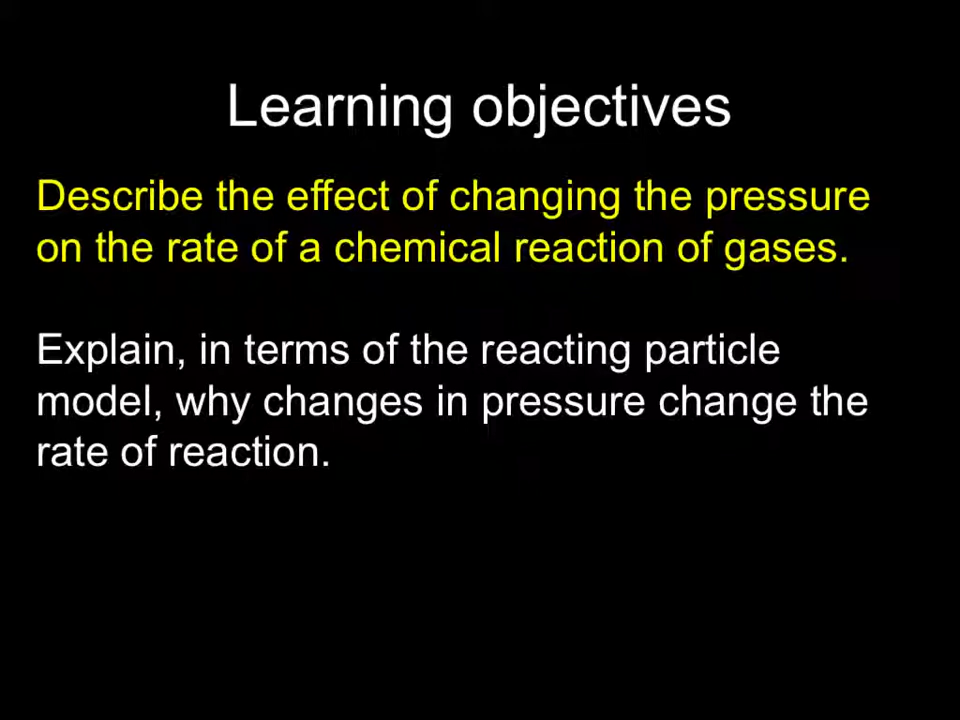 Learning objectives
Describe the effect of changing the pressure
on the rate of a chemical reaction of gases.
Explain, in terms of the reacting particle
model, why changes in pressure change the
rate of reaction.